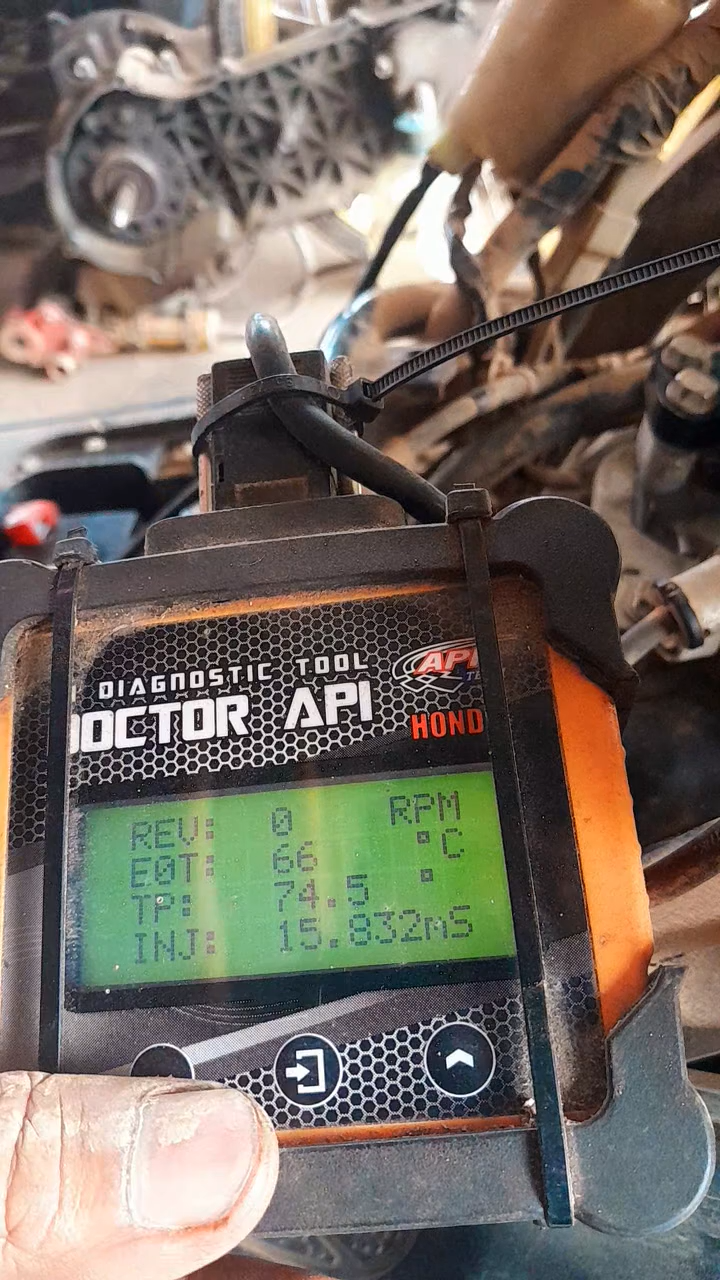 DIAGNOSTIC TOOL
DOCTOR API
API
HOND
REV: 0 RPM
EOT: 66 °C
TP: 74.5 °
INJ: 15.832mS